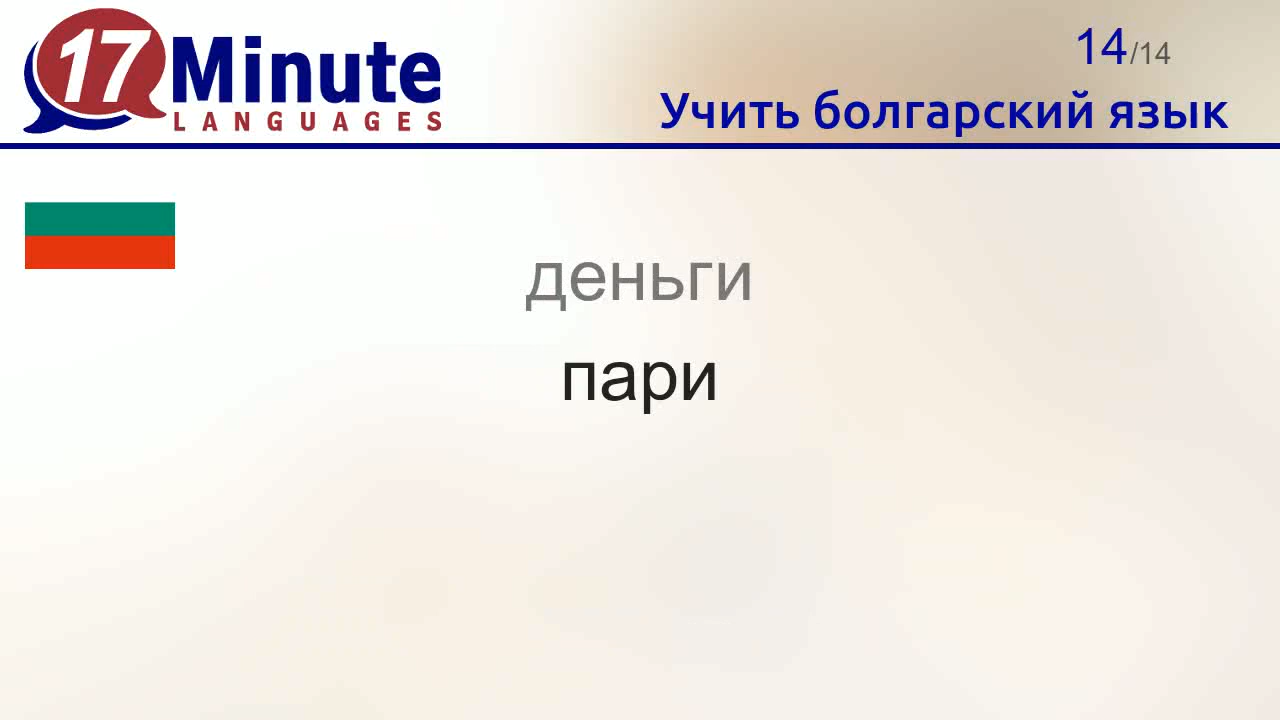 17 Minute
LANGUAGES
14/14
Учить болгарский язык
деньги
пари